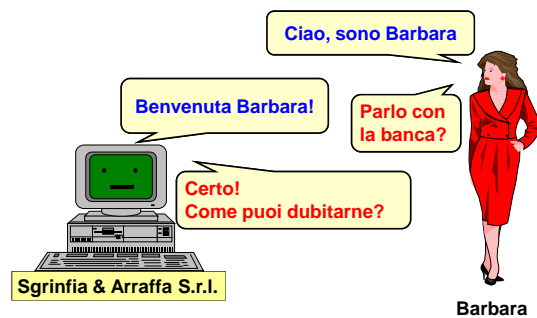 Ciao, sono Barbara
Benvenuta Barbara!
Parlo con
la banca?
Certo!
Come puoi dubitarne?
Sgrinfia & Arraffa S.r.l.
Barbara